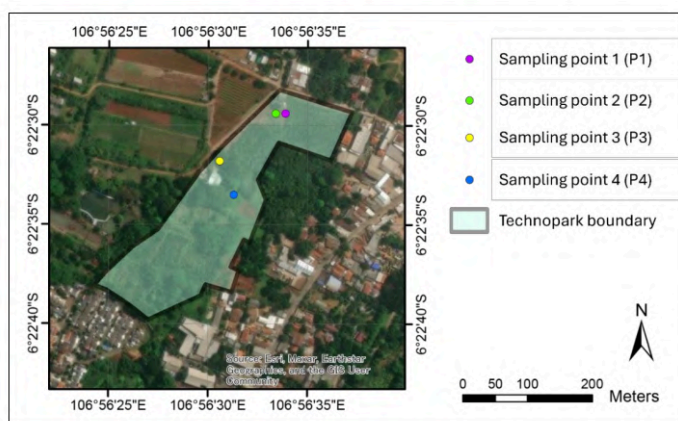 106°56'25"E 106°56'30"E 106°56'35"E
6°22'30"S
6°22'35"S
6°22'40"S
6°22'30"S
6°22'35"S
6°22'40"S
106°56'25"E 106°56'30"E 106°56'35"E
Source: Esri, Maxar, Earthstar
Geographics, and the GIS User
Community
Sampling point 1 (P1)
Sampling point 2 (P2)
Sampling point 3 (P3)
Sampling point 4 (P4)
Technopark boundary
N
0 50 100 200
Meters